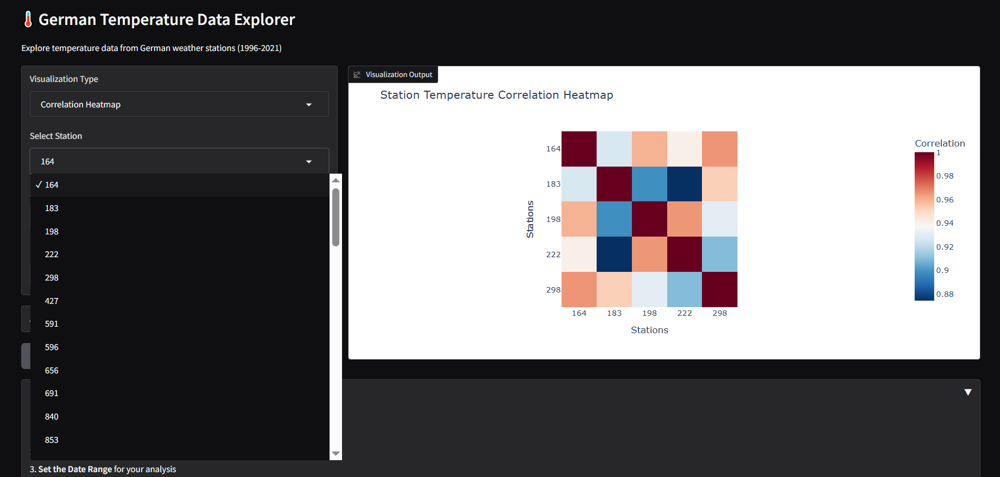 German Temperature Data Explorer
Explore temperature data from German weather stations (1996-2021)
Visualization Type
Correlation Heatmap
Select Station
164
✓ 164
183
198
222
298
427
591
596
656
691
840
853
3. Set the Date Range for your analysis
Visualization Output
Station Temperature Correlation Heatmap
Stations
164
183
198
222
298
164 183 198 222 298
Stations
Correlation
1
0.98
0.96
0.94
0.92
0.9
0.88